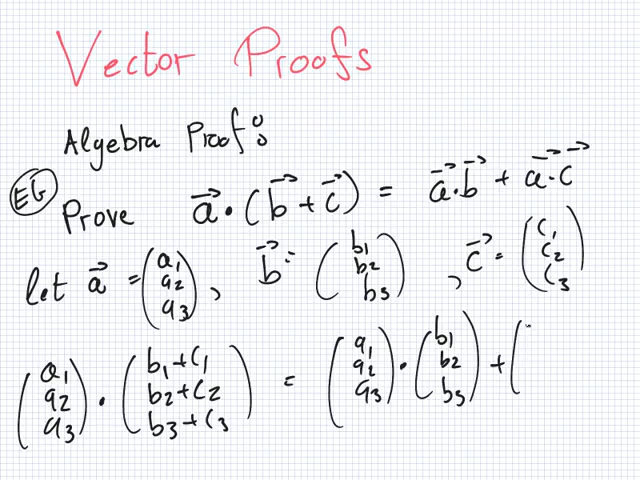 Vector Proofs
Algebra Proofs
EG
Prove a⃗ · (b⃗ + c⃗) = a⃗·b⃗ + a⃗·c⃗
let a⃗ = (a₁ a₂ a₃), b⃗ = (b₁ b₂ b₃), c⃗ = (c₁ c₂ c₃)
(a₁ a₂ a₃) · (b₁+c₁ b₂+c₂ b₃+c₃) = (a₁ a₂ a₃) · (b₁ b₂ b₃) + (